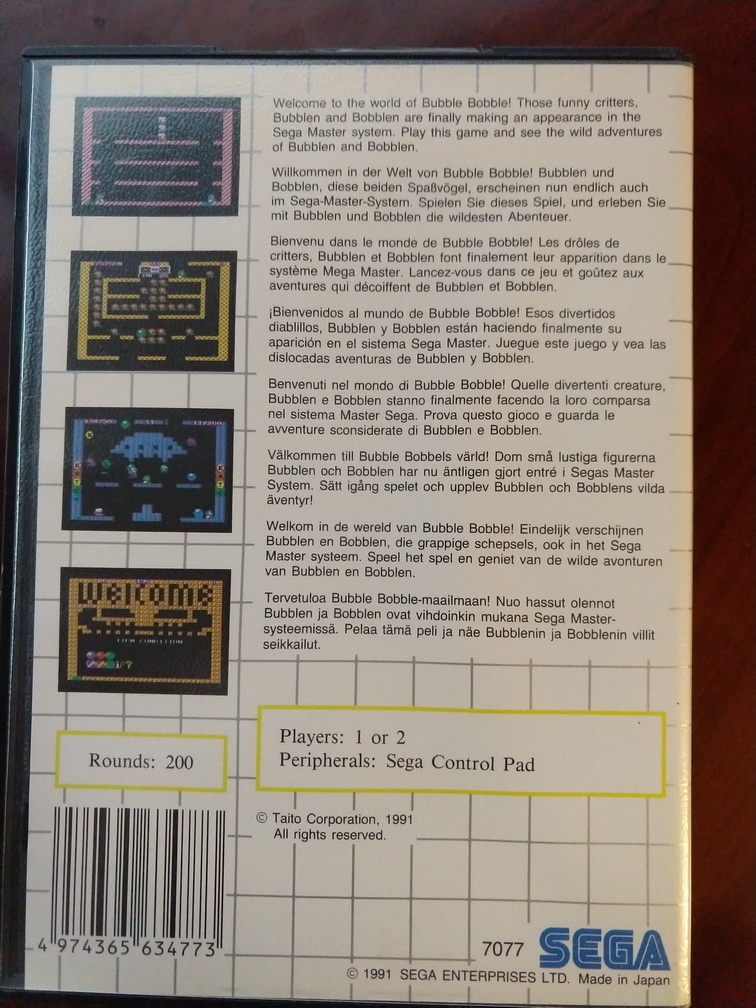 Welcome to the world of Bubble Bobble! Those funny critters,
Bubblen and Bobblen are finally making an appearance in the
Sega Master system. Play this game and see the wild adventures
of Bubblen and Bobblen.
Willkommen in der Welt von Bubble Bobble! Bubblen und
Bobblen, diese beiden Spaßvögel, erscheinen nun endlich auch
im Sega-Master-System. Spielen Sie dieses Spiel, und erleben Sie
mit Bubblen und Bobblen die wildesten Abenteuer.
Bienvenu dans le monde de Bubble Bobble! Les drôles de
critters, Bubblen et Bobblen font finalement leur apparition dans le
système Mega Master. Lancez-vous dans ce jeu et goûtez aux
aventures qui décoiffent de Bubblen et Bobblen.
¡Bienvenidos al mundo de Bubble Bobble! Esos divertidos
diablillos, Bubblen y Bobblen están haciendo finalmente su
aparición en el sistema Sega Master. Juegue este juego y vea las
dislocadas aventuras de Bubblen y Bobblen.
Benvenuti nel mondo di Bubble Bobble! Quelle divertenti creature,
Bubblen e Bobblen stanno finalmente facendo la loro comparsa
nel sistema Master Sega. Prova questo gioco e guarda le
avventure sconsiderate di Bubblen e Bobblen.
Välkommen till Bubble Bobbels värld! Dom små lustiga figurerna
Bubblen och Bobblen har nu äntligen gjort entré i Segas Master
System. Sätt igång spelet och upplev Bubblen och Bobblens vilda
äventyr!
Welkom in de wereld van Bubble Bobble! Eindelijk verschijnen
Bubblen en Bobblen, die grappige schepsels, ook in het Sega
Master systeem. Speel het spel en geniet van de wilde avonturen
van Bubblen en Bobblen.
Tervetuloa Bubble Bobble-maailmaan! Nuo hassut olennot
Bubblen ja Bobblen ovat vihdoinkin mukana Sega Master-
systeemissä. Pelaa tämä peli ja näe Bubblenin ja Bobblenin villit
seikkailut.
Welcome
ITEM CONDITION
Rounds: 200
Players: 1 or 2
Peripherals: Sega Control Pad
© Taito Corporation, 1991
All rights reserved.
4 974365 634773
7077 SEGA
© 1991 SEGA ENTERPRISES LTD. Made in Japan